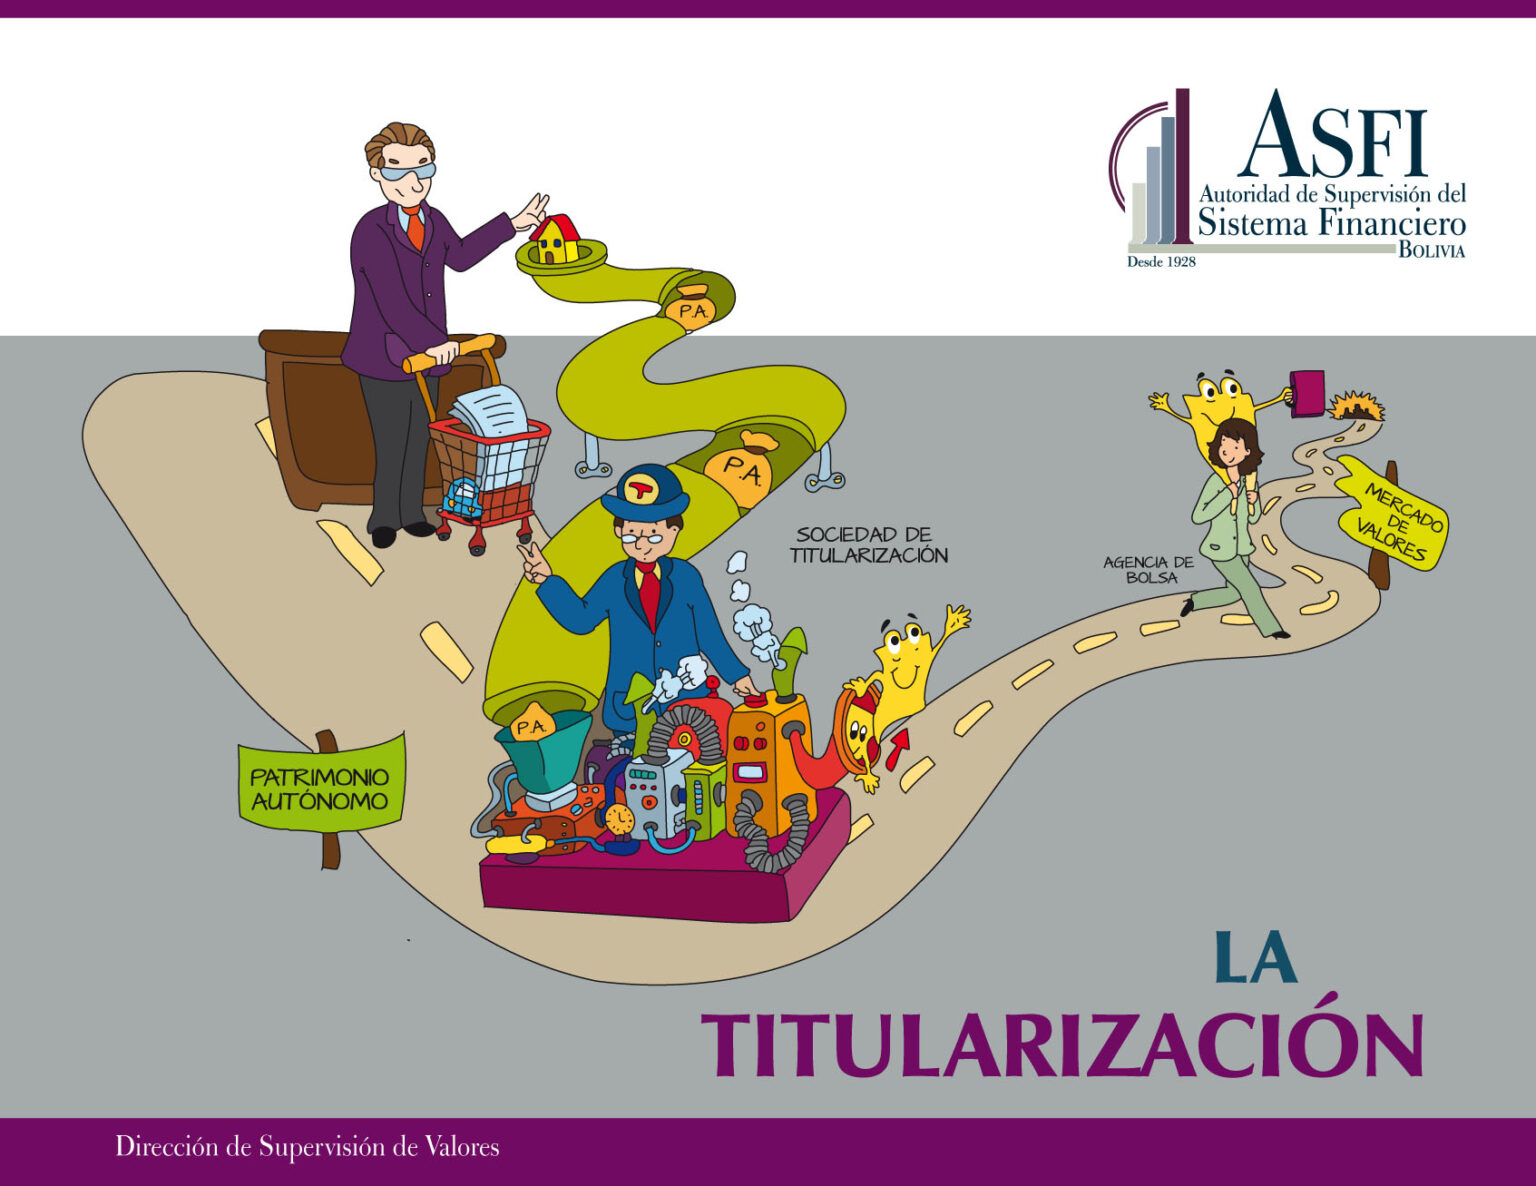 ASFI
Autoridad de Supervisión del
Sistema Financiero
BOLIVIA
Desde 1928
P.A.
P.A.
T
SOCIEDAD DE
TITULARIZACIÓN
AGENCIA DE
BOLSA
MERCADO
DE
VALORES
P.A.
PATRIMONIO
AUTÓNOMO
LA
TITULARIZACIÓN
Dirección de Supervisión de Valores